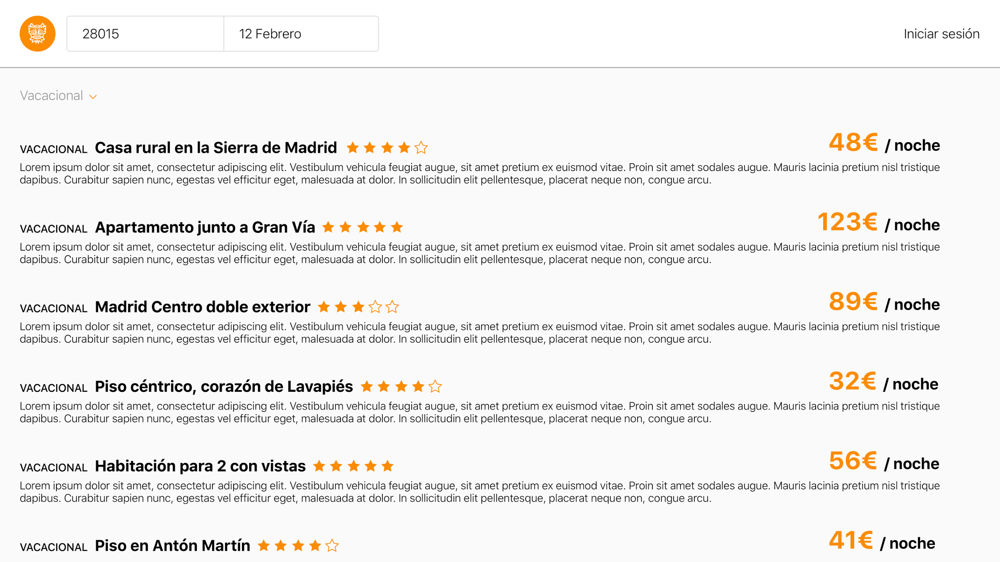 28015 12 Febrero Iniciar sesión
Vacacional
VACACIONAL Casa rural en la Sierra de Madrid 48€ / noche
Lorem ipsum dolor sit amet, consectetur adipiscing elit. Vestibulum vehicula feugiat augue, sit amet pretium ex euismod vitae. Proin sit amet sodales augue. Mauris lacinia pretium nisl tristique
dapibus. Curabitur sapien nunc, egestas vel efficitur eget, malesuada at dolor. In sollicitudin elit pellentesque, placerat neque non, congue arcu.
VACACIONAL Apartamento junto a Gran Vía 123€ / noche
Lorem ipsum dolor sit amet, consectetur adipiscing elit. Vestibulum vehicula feugiat augue, sit amet pretium ex euismod vitae. Proin sit amet sodales augue. Mauris lacinia pretium nisl tristique
dapibus. Curabitur sapien nunc, egestas vel efficitur eget, malesuada at dolor. In sollicitudin elit pellentesque, placerat neque non, congue arcu.
VACACIONAL Madrid Centro doble exterior 89€ / noche
Lorem ipsum dolor sit amet, consectetur adipiscing elit. Vestibulum vehicula feugiat augue, sit amet pretium ex euismod vitae. Proin sit amet sodales augue. Mauris lacinia pretium nisl tristique
dapibus. Curabitur sapien nunc, egestas vel efficitur eget, malesuada at dolor. In sollicitudin elit pellentesque, placerat neque non, congue arcu.
VACACIONAL Piso céntrico, corazón de Lavapiés 32€ / noche
Lorem ipsum dolor sit amet, consectetur adipiscing elit. Vestibulum vehicula feugiat augue, sit amet pretium ex euismod vitae. Proin sit amet sodales augue. Mauris lacinia pretium nisl tristique
dapibus. Curabitur sapien nunc, egestas vel efficitur eget, malesuada at dolor. In sollicitudin elit pellentesque, placerat neque non, congue arcu.
VACACIONAL Habitación para 2 con vistas 56€ / noche
Lorem ipsum dolor sit amet, consectetur adipiscing elit. Vestibulum vehicula feugiat augue, sit amet pretium ex euismod vitae. Proin sit amet sodales augue. Mauris lacinia pretium nisl tristique
dapibus. Curabitur sapien nunc, egestas vel efficitur eget, malesuada at dolor. In sollicitudin elit pellentesque, placerat neque non, congue arcu.
VACACIONAL Piso en Antón Martín 41€ / noche